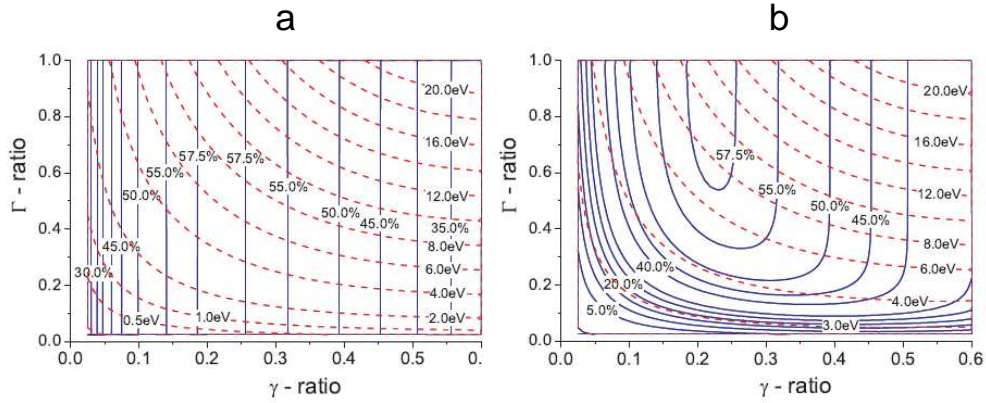 a
b
Γ - ratio
1.0
0.8
0.6
0.4
0.2
0.0
20.0eV
16.0eV
57.5%
57.5%
55.0%
55.0%
12.0eV
50.0%
50.0%
45.0%
35.0%
45.0%
8.0eV
30.0%
6.0eV
4.0eV
0.5eV
1.0eV
2.0eV
0.0
0.1
0.2
0.3
0.4
0.5
0.
γ - ratio
Γ - ratio
1.0
0.8
0.6
0.4
0.2
0.0
20.0eV
16.0eV
57.5%
55.0%
12.0eV
50.0%
45.0%
8.0eV
40.0%
6.0eV
20.0%
4.0eV
5.0%
3.0eV
0.0
0.1
0.2
0.3
0.4
0.5
0.6
γ - ratio